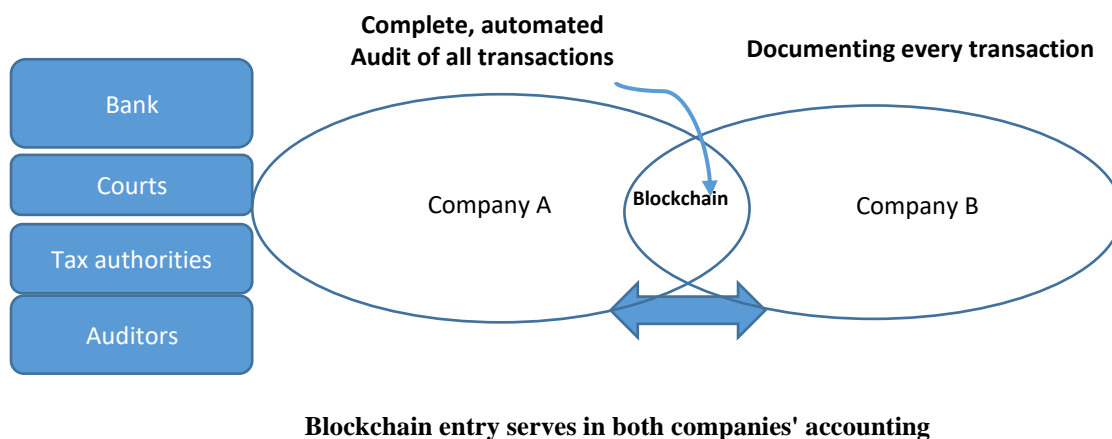 Complete, automated
Audit of all transactions
Documenting every transaction
Bank
Courts
Tax authorities
Auditors
Company A
Blockchain
Company B
Blockchain entry serves in both companies' accounting